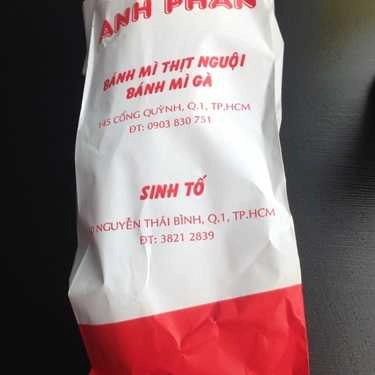 ANH PHAN
BÁNH MÌ THỊT NGUỘI
BÁNH MÌ GÀ
145 CỐNG QUỲNH, Q.1, TP.HCM
ĐT: 0903 830 751
SINH TỐ
NGUYỄN THÁI BÌNH, Q.1, TP.HCM
ĐT: 3821 2839